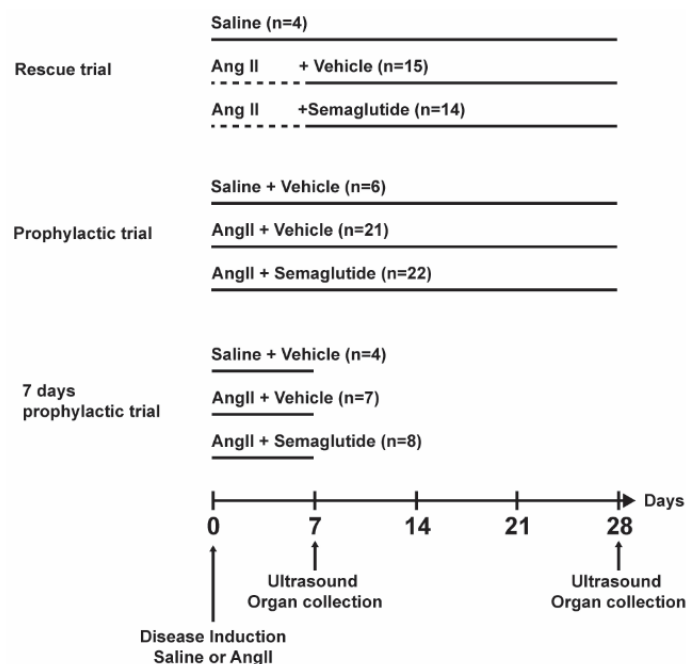 Saline (n=4)
Rescue trial
Ang II + Vehicle (n=15)
Ang II +Semaglutide (n=14)
Saline + Vehicle (n=6)
Prophylactic trial
AngII + Vehicle (n=21)
AngII + Semaglutide (n=22)
Saline + Vehicle (n=4)
7 days
prophylactic trial
AngII + Vehicle (n=7)
AngII + Semaglutide (n=8)
Days
0 7 14 21 28
Ultrasound
Organ collection
Ultrasound
Organ collection
Disease Induction
Saline or AngII